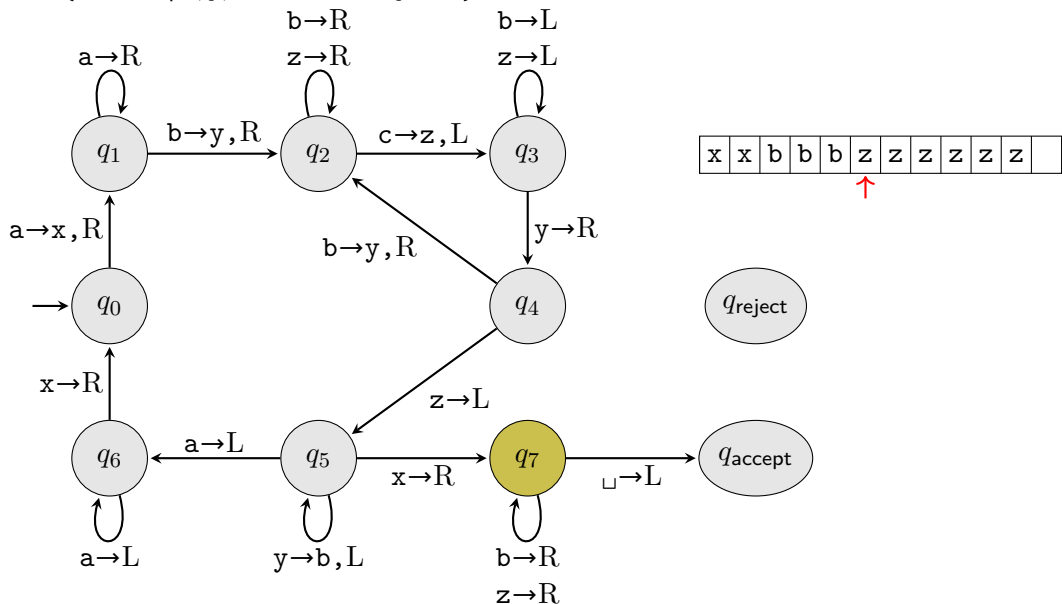 b→R
b→L
a→R
z→R
z→L
q1
b→y,R
q2
c→z,L
q3
x x b b b z z z z z z
a→x,R
b→y,R
y→R
q0
q4
qreject
x→R
z→L
q6
a→L
q5
x→R
q7
␣→L
qaccept
a→L
y→b,L
b→R
z→R